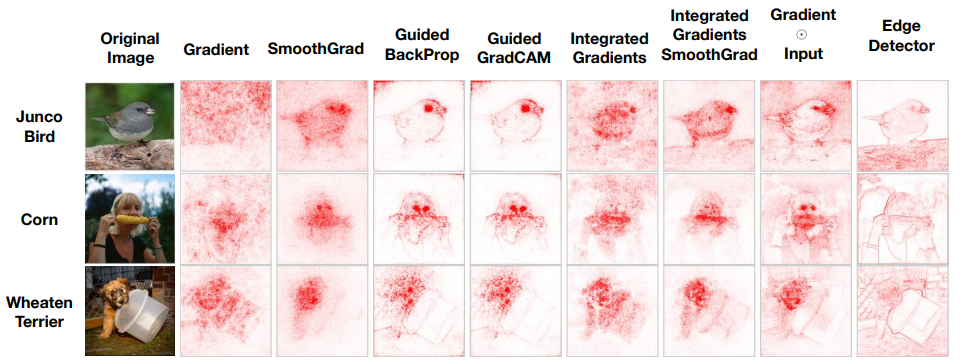 Original
Image
Gradient
SmoothGrad
Guided
BackProp
Guided
GradCAM
Integrated
Gradients
Integrated
Gradients
SmoothGrad
Gradient
⊙
Input
Edge
Detector
Junco
Bird
Corn
Wheaten
Terrier